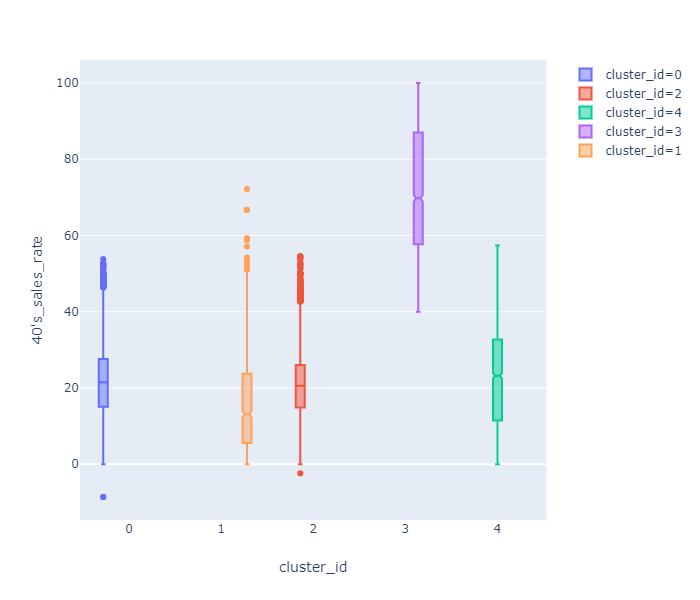 100
80
60
40
20
0
40's_sales_rate
0 1 2 3 4
cluster_id
cluster_id=0
cluster_id=2
cluster_id=4
cluster_id=3
cluster_id=1